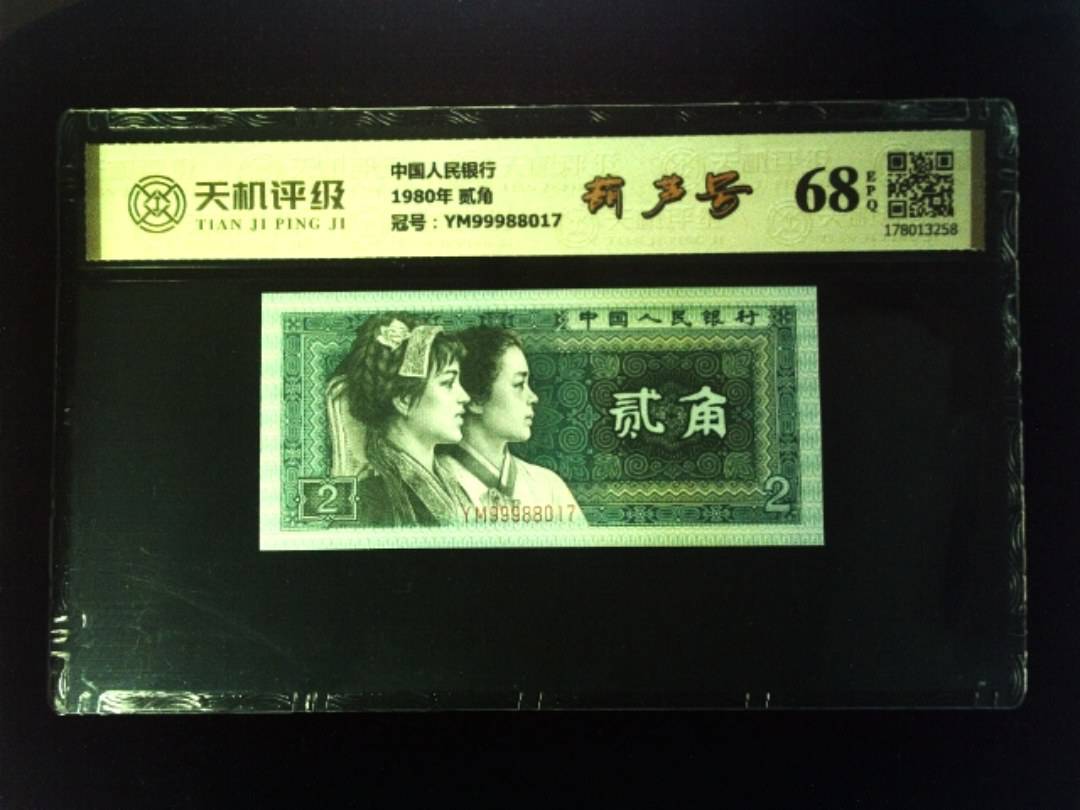 天机评级
TIAN JI PING JI
中国人民银行
1980年 贰角
冠号：YM99988017
葫芦号
68
EPQ
178013258
中国人民银行
贰角
2
2
YM99988017